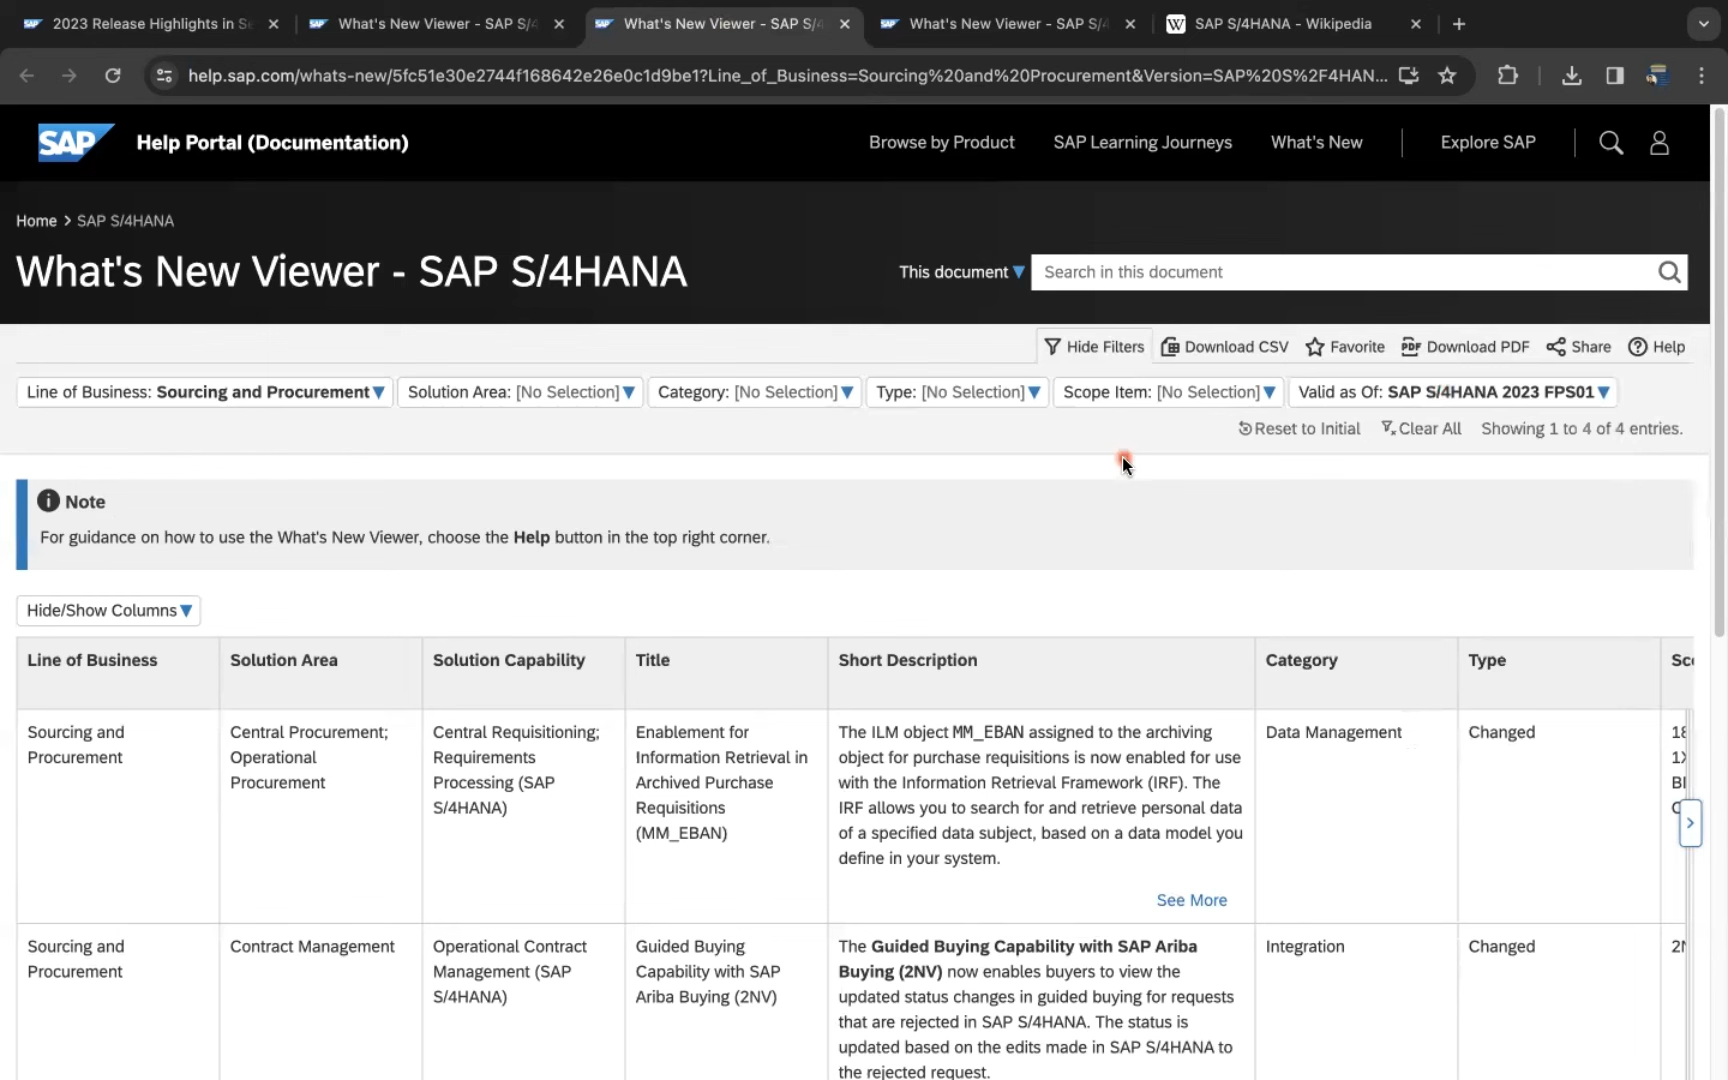 2023 Release Highlights in S
What's New Viewer - SAP S/4
What's New Viewer - SAP S/4
What's New Viewer - SAP S/4
SAP S/4HANA - Wikipedia
help.sap.com/whats-new/5fc51e30e2744f168642e26e0c1d9be1?Line_of_Business=Sourcing%20and%20Procurement&Version=SAP%20S%2F4HAN...
SAP Help Portal (Documentation)
Browse by Product
SAP Learning Journeys
What's New
Explore SAP
Home > SAP S/4HANA
What's New Viewer - SAP S/4HANA
This document
Search in this document
Hide Filters
Download CSV
Favorite
PDF Download PDF
Share
Help
Line of Business: Sourcing and Procurement
Solution Area: [No Selection]
Category: [No Selection]
Type: [No Selection]
Scope Item: [No Selection]
Valid as Of: SAP S/4HANA 2023 FPS01
Reset to Initial
Clear All
Showing 1 to 4 of 4 entries.
Note
For guidance on how to use the What's New Viewer, choose the Help button in the top right corner.
Hide/Show Columns
Line of Business
Solution Area
Solution Capability
Title
Short Description
Category
Type
Sourcing and
Procurement
Central Procurement;
Operational
Procurement
Central Requisitioning;
Requirements
Processing (SAP
S/4HANA)
Enablement for
Information Retrieval in
Archived Purchase
Requisitions
(MM_EBAN)
The ILM object MM_EBAN assigned to the archiving
object for purchase requisitions is now enabled for use
with the Information Retrieval Framework (IRF). The
IRF allows you to search for and retrieve personal data
of a specified data subject, based on a data model you
define in your system.
See More
Data Management
Changed
Sourcing and
Procurement
Contract Management
Operational Contract
Management (SAP
S/4HANA)
Guided Buying
Capability with SAP
Ariba Buying (2NV)
The Guided Buying Capability with SAP Ariba
Buying (2NV) now enables buyers to view the
updated status changes in guided buying for requests
that are rejected in SAP S/4HANA. The status is
updated based on the edits made in SAP S/4HANA to
the rejected request.
Integration
Changed